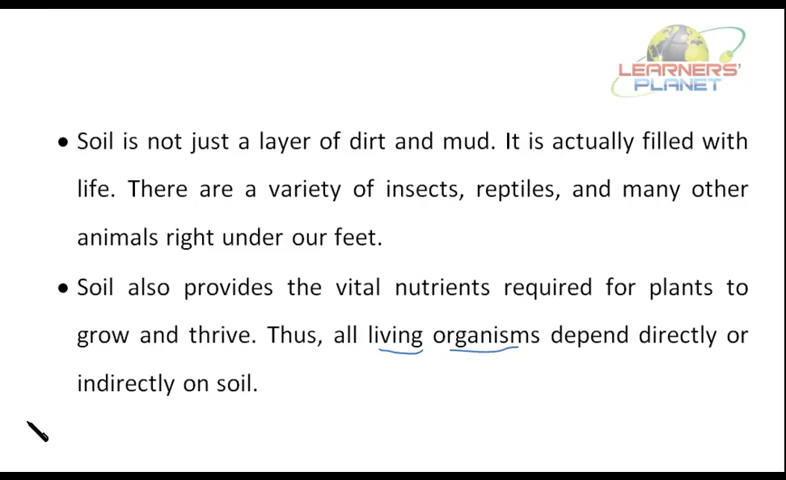 LEARNERS'
PLANET
• Soil is not just a layer of dirt and mud. It is actually filled with
life. There are a variety of insects, reptiles, and many other
animals right under our feet.
• Soil also provides the vital nutrients required for plants to
grow and thrive. Thus, all living organisms depend directly or
indirectly on soil.